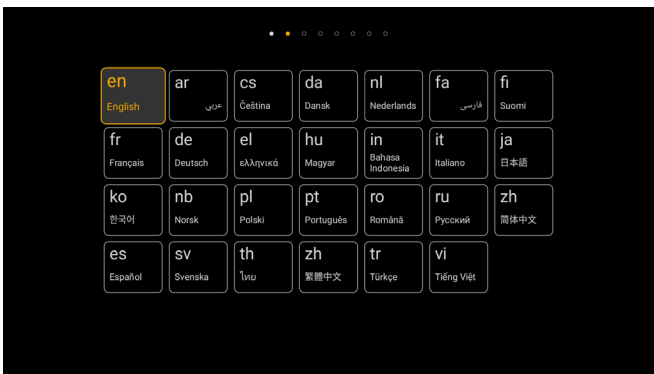 en
English
ar
عربي
cs
Čeština
da
Dansk
nl
Nederlands
fa
فارسی
fi
Suomi
fr
Français
de
Deutsch
el
ελληνικά
hu
Magyar
in
Bahasa
Indonesia
it
Italiano
ja
日本語
ko
한국어
nb
Norsk
pl
Polski
pt
Português
ro
Română
ru
Русский
zh
简体中文
es
Español
sv
Svenska
th
ไทย
zh
繁體中文
tr
Türkçe
vi
Tiếng Việt